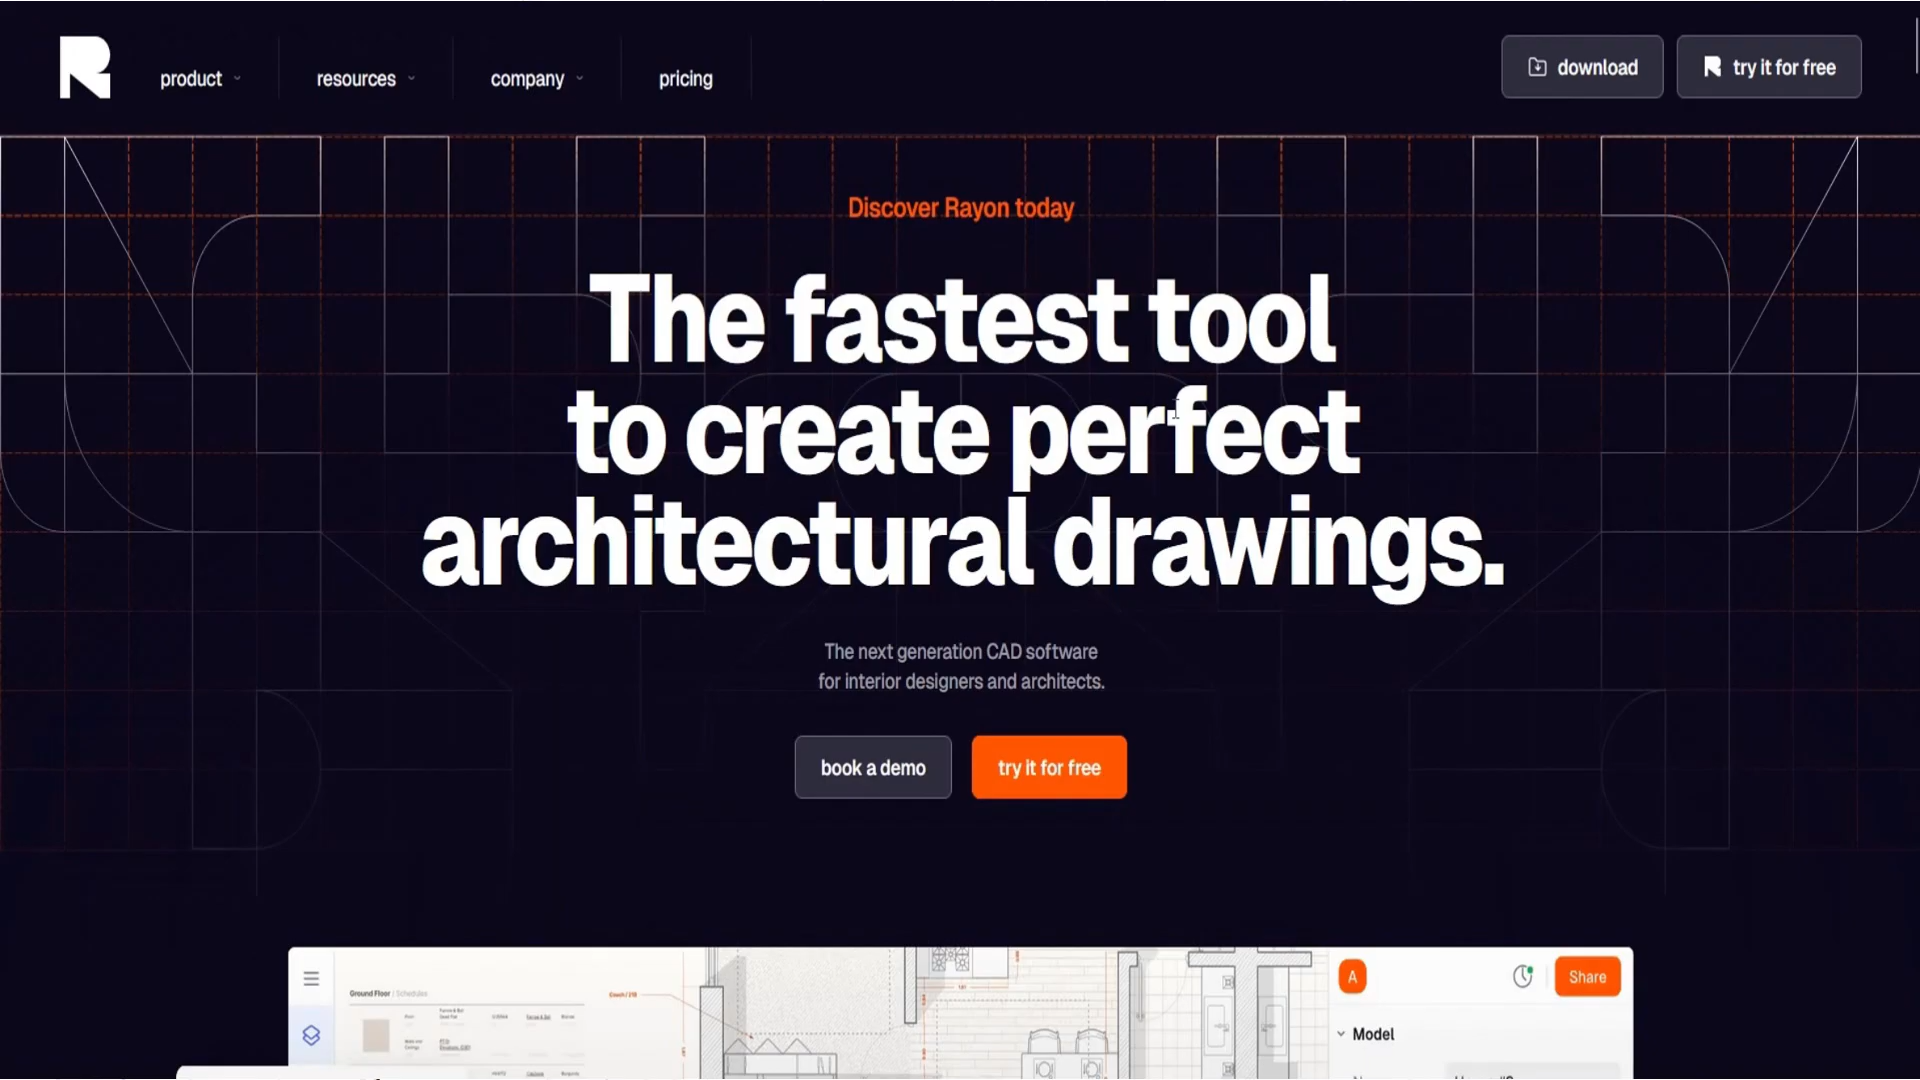 product
resources
company
pricing
download
try it for free
Discover Rayon today
The fastest tool
to create perfect
architectural drawings.
The next generation CAD software
for interior designers and architects.
book a demo
try it for free
A
Share
Ground Floor | Schedules
Model